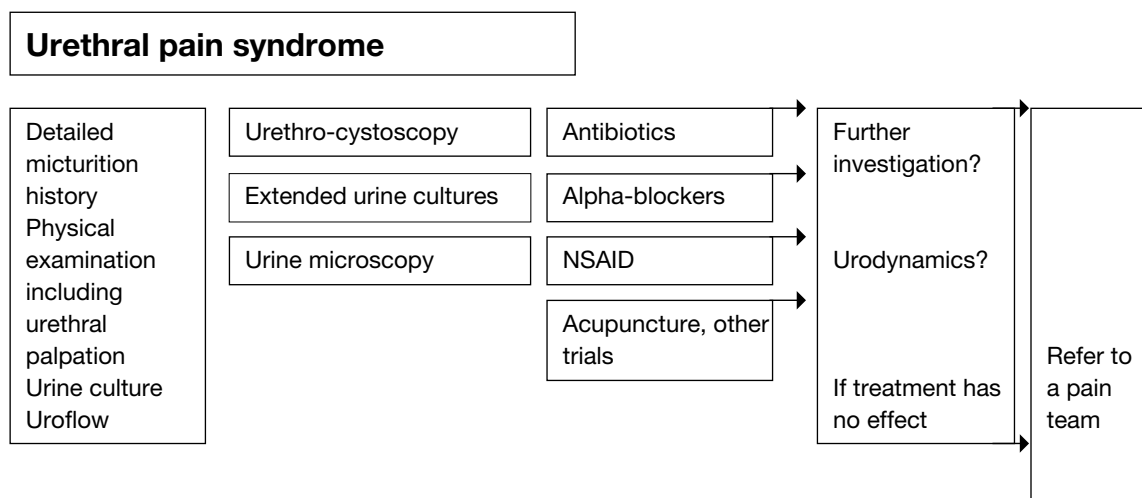 Urethral pain syndrome
Detailed
micturition
history
Physical
examination
including
urethral
palpation
Urine culture
Uroflow
Urethro-cystoscopy
Extended urine cultures
Urine microscopy
Antibiotics
Alpha-blockers
NSAID
Acupuncture, other
trials
Further
investigation?
Urodynamics?
If treatment has
no effect
Refer to
a pain
team